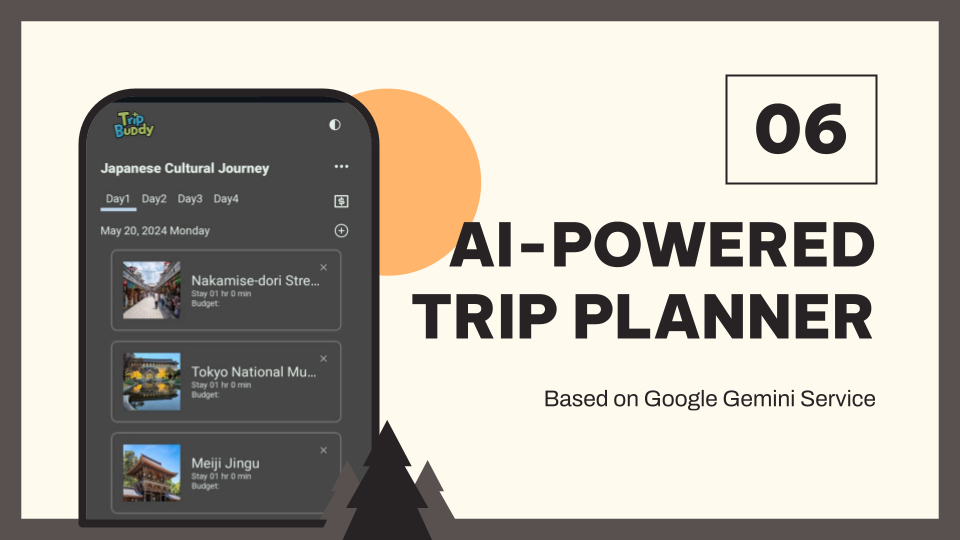 Trip
Buddy
Japanese Cultural Journey
Day1 Day2 Day3 Day4
May 20, 2024 Monday
Nakamise-dori Stre...
Stay 01 hr 0 min
Budget:
Tokyo National Mu...
Stay 01 hr 0 min
Budget:
Meiji Jingu
Stay 01 hr 0 min
Budget:
06
AI-POWERED
TRIP PLANNER
Based on Google Gemini Service